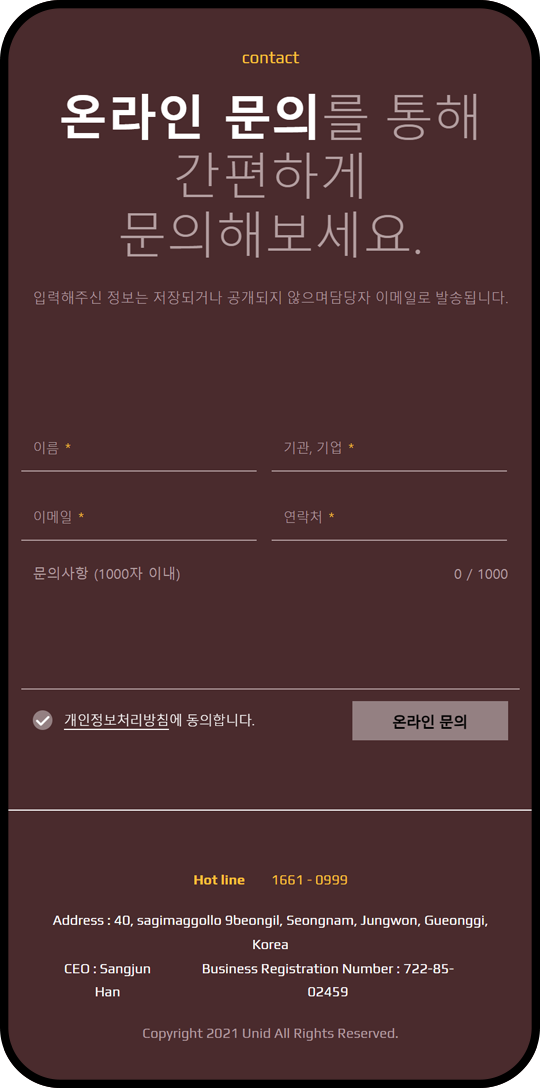 contact
온라인 문의를 통해
간편하게
문의해보세요.
입력해주신 정보는 저장되거나 공개되지 않으며담당자 이메일로 발송됩니다.
이름 *
기관, 기업 *
이메일 *
연락처 *
문의사항 (1000자 이내)
0 / 1000
개인정보처리방침에 동의합니다.
온라인 문의
Hot line 1661 - 0999
Address : 40, sagimaggollo 9beongil, Seongnam, Jungwon, Gueonggi,
Korea
CEO : Sangjun
Han
Business Registration Number : 722-85-
02459
Copyright 2021 Unid All Rights Reserved.